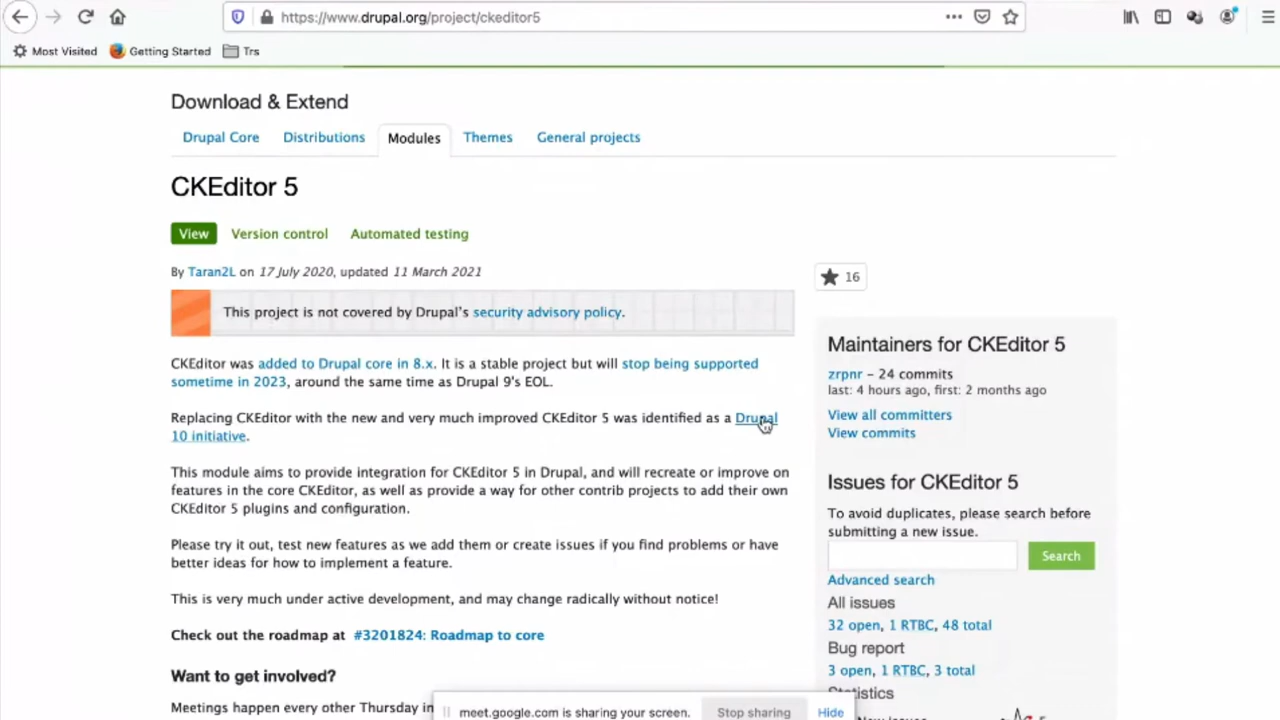 https://www.drupal.org/project/ckeditor5
Most Visited
Getting Started
Trs
Download & Extend
Drupal Core
Distributions
Modules
Themes
General projects
CKEditor 5
View
Version control
Automated testing
By Taran2L on 17 July 2020, updated 11 March 2021
16
This project is not covered by Drupal's security advisory policy.
CKEditor was added to Drupal core in 8.x. It is a stable project but will stop being supported
sometime in 2023, around the same time as Drupal 9's EOL.
Replacing CKEditor with the new and very much improved CKEditor 5 was identified as a Drupal
10 initiative.
This module aims to provide integration for CKEditor 5 in Drupal, and will recreate or improve on
features in the core CKEditor, as well as provide a way for other contrib projects to add their own
CKEditor 5 plugins and configuration.
Please try it out, test new features as we add them or create issues if you find problems or have
better ideas for how to implement a feature.
This is very much under active development, and may change radically without notice!
Check out the roadmap at #3201824: Roadmap to core
Want to get involved?
Meetings happen every other Thursday in
Maintainers for CKEditor 5
zrpnr – 24 commits
last: 4 hours ago, first: 2 months ago
View all committers
View commits
Issues for CKEditor 5
To avoid duplicates, please search before
submitting a new issue.
Search
Advanced search
All issues
32 open, 1 RTBC, 48 total
Bug report
3 open, 1 RTBC, 3 total
Statistics
New issues
meet.google.com is sharing your screen.
Stop sharing
Hide